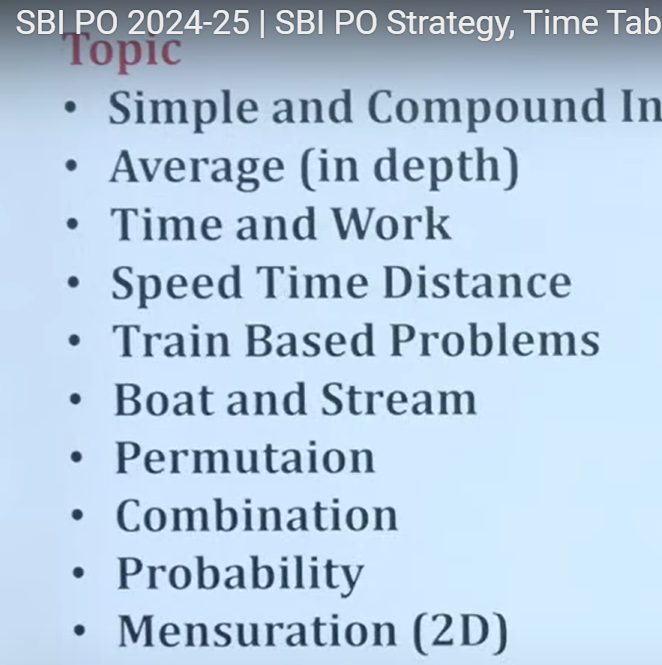 SBI PO 2024-25 | SBI PO Strategy, Time Tab
Topic
• Simple and Compound In
• Average (in depth)
• Time and Work
• Speed Time Distance
• Train Based Problems
• Boat and Stream
• Permutaion
• Combination
• Probability
• Mensuration (2D)